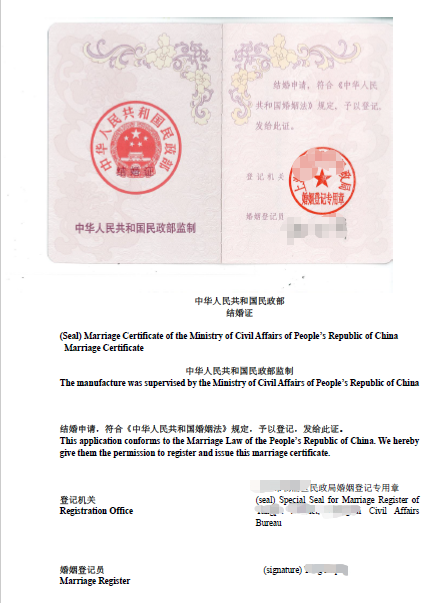 中华人民共和国民政部
结婚证
中华人民共和国民政部监制
结婚申请，符合《中华人民
共和国婚姻法》规定，予以登记，
发给此证。
登记机关
上
局
婚姻登记专用章
婚姻登记员
中华人民共和国民政部
结婚证
(Seal) Marriage Certificate of the Ministry of Civil Affairs of People's Republic of China
Marriage Certificate
中华人民共和国民政部监制
The manufacture was supervised by the Ministry of Civil Affairs of People's Republic of China
结婚申请，符合《中华人民共和国婚姻法》规定，予以登记，发给此证。
This application conforms to the Marriage Law of the People's Republic of China. We hereby
give them the permission to register and issue this marriage certificate.
登记机关
Registration Office
区民政局婚姻登记专用章
(seal) Special Seal for Marriage Register of
Civil Affairs
Bureau
婚姻登记员
Marriage Register
(signature)